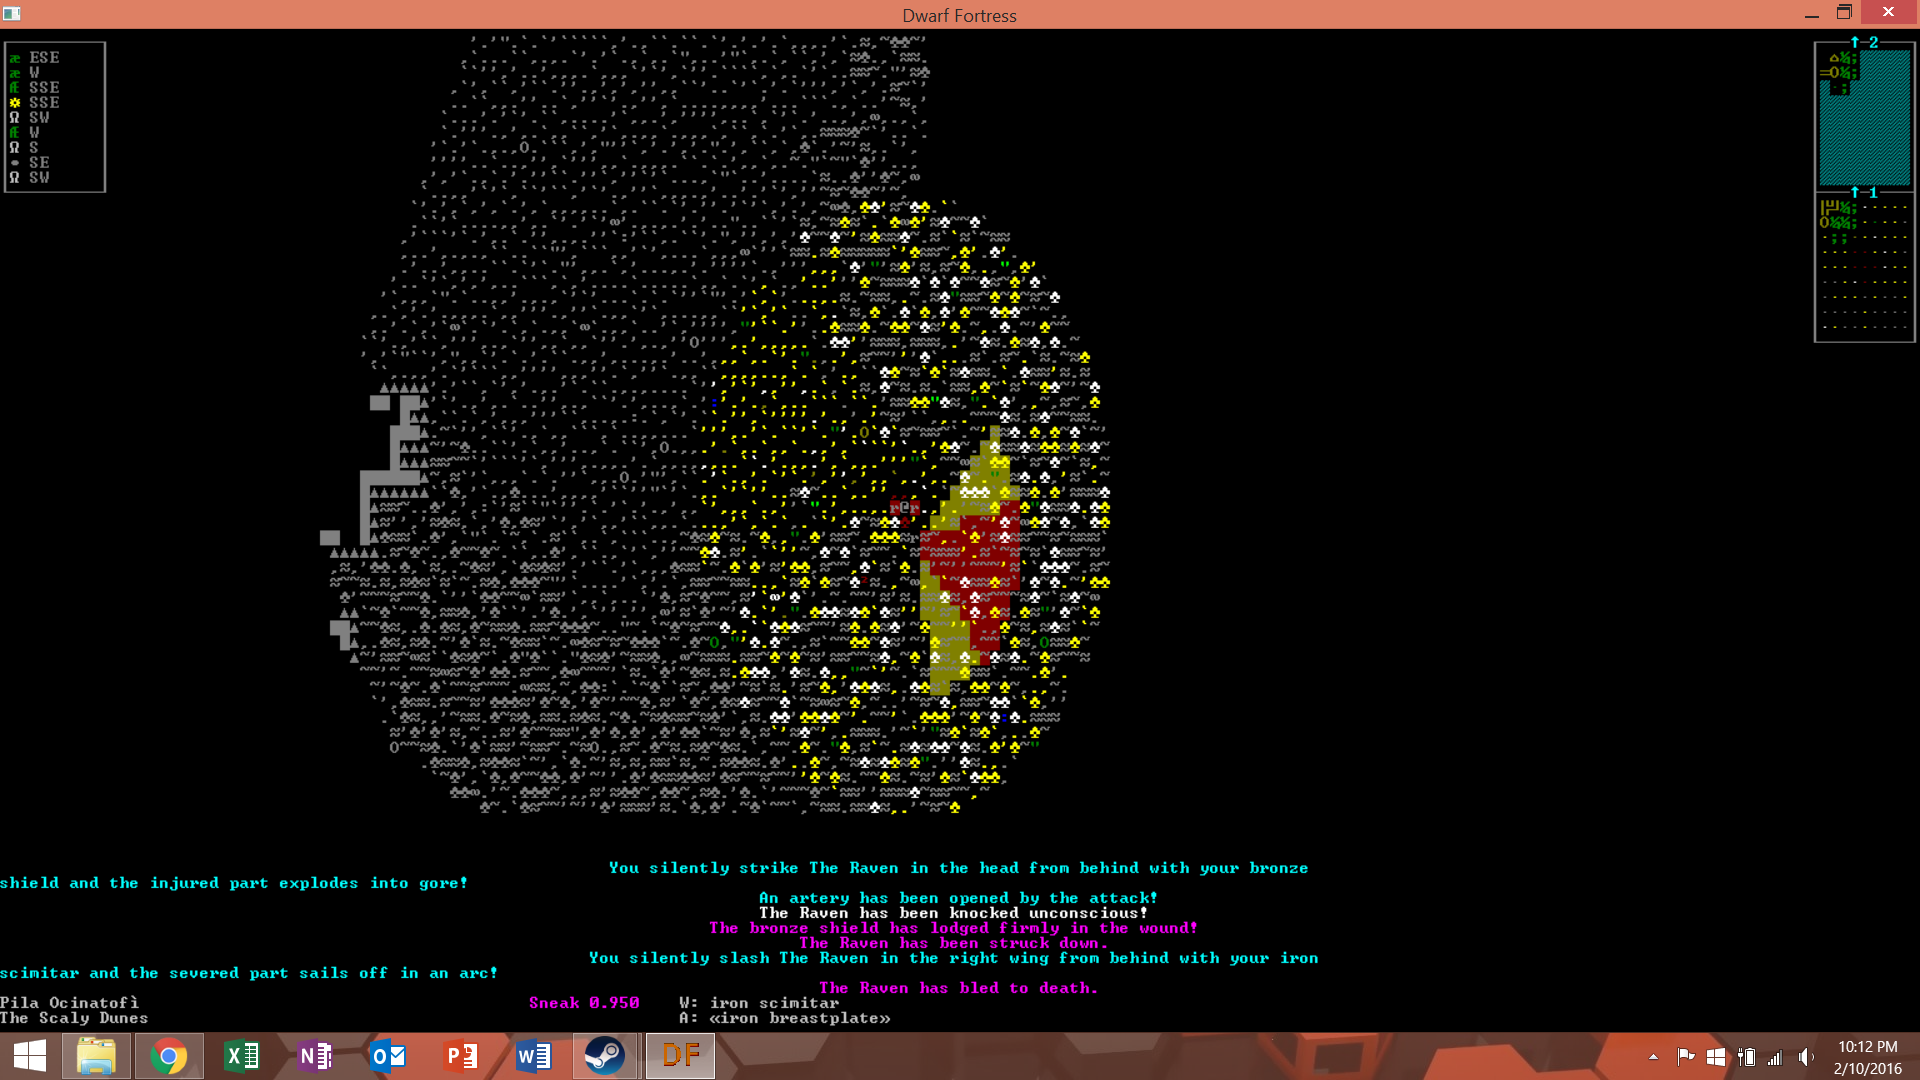 Dwarf Fortress
æ ESE
æ W
Æ SSE
☼ SSE
Ω SW
Æ W
Ω S
• SE
Ω SW
↑ 2
↑ 1
You silently strike The Raven in the head from behind with your bronze
shield and the injured part explodes into gore!
An artery has been opened by the attack!
The Raven has been knocked unconscious!
The bronze shield has lodged firmly in the wound!
The Raven has been struck down.
You silently slash The Raven in the right wing from behind with your iron
scimitar and the severed part sails off in an arc!
The Raven has bled to death.
Pila Ocinatofì Sneak 0.950 W: iron scimitar
The Scaly Dunes A: «iron breastplate»
DF
10:12 PM
2/10/2016